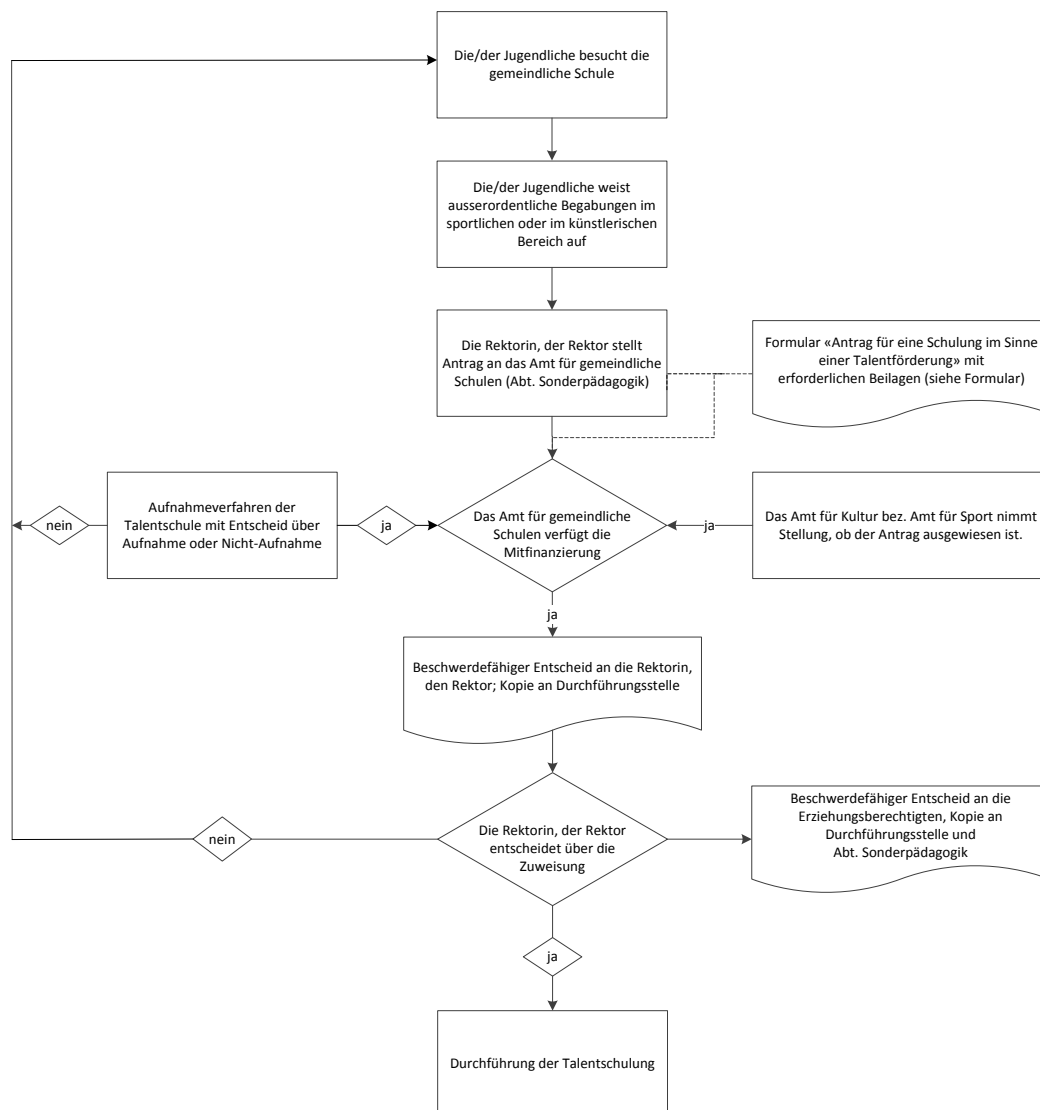 Die/der Jugendliche besucht die
gemeindliche Schule
Die/der Jugendliche weist
ausserordentliche Begabungen im
sportlichen oder im künstlerischen
Bereich auf
Die Rektorin, der Rektor stellt
Antrag an das Amt für gemeindliche
Schulen (Abt. Sonderpädagogik)
Formular «Antrag für eine Schulung im Sinne
einer Talentförderung» mit
erforderlichen Beilagen (siehe Formular)
nein
Aufnahmeverfahren der
Talentschule mit Entscheid über
Aufnahme oder Nicht-Aufnahme
ja
Das Amt für gemeindliche
Schulen verfügt die
Mitfinanzierung
ja
Das Amt für Kultur bez. Amt für Sport nimmt
Stellung, ob der Antrag ausgewiesen ist.
ja
Beschwerdefähiger Entscheid an die Rektorin,
den Rektor; Kopie an Durchführungsstelle
nein
Die Rektorin, der Rektor
entscheidet über die
Zuweisung
Beschwerdefähiger Entscheid an die
Erziehungsberechtigten, Kopie an
Durchführungsstelle und
Abt. Sonderpädagogik
ja
Durchführung der Talentschulung